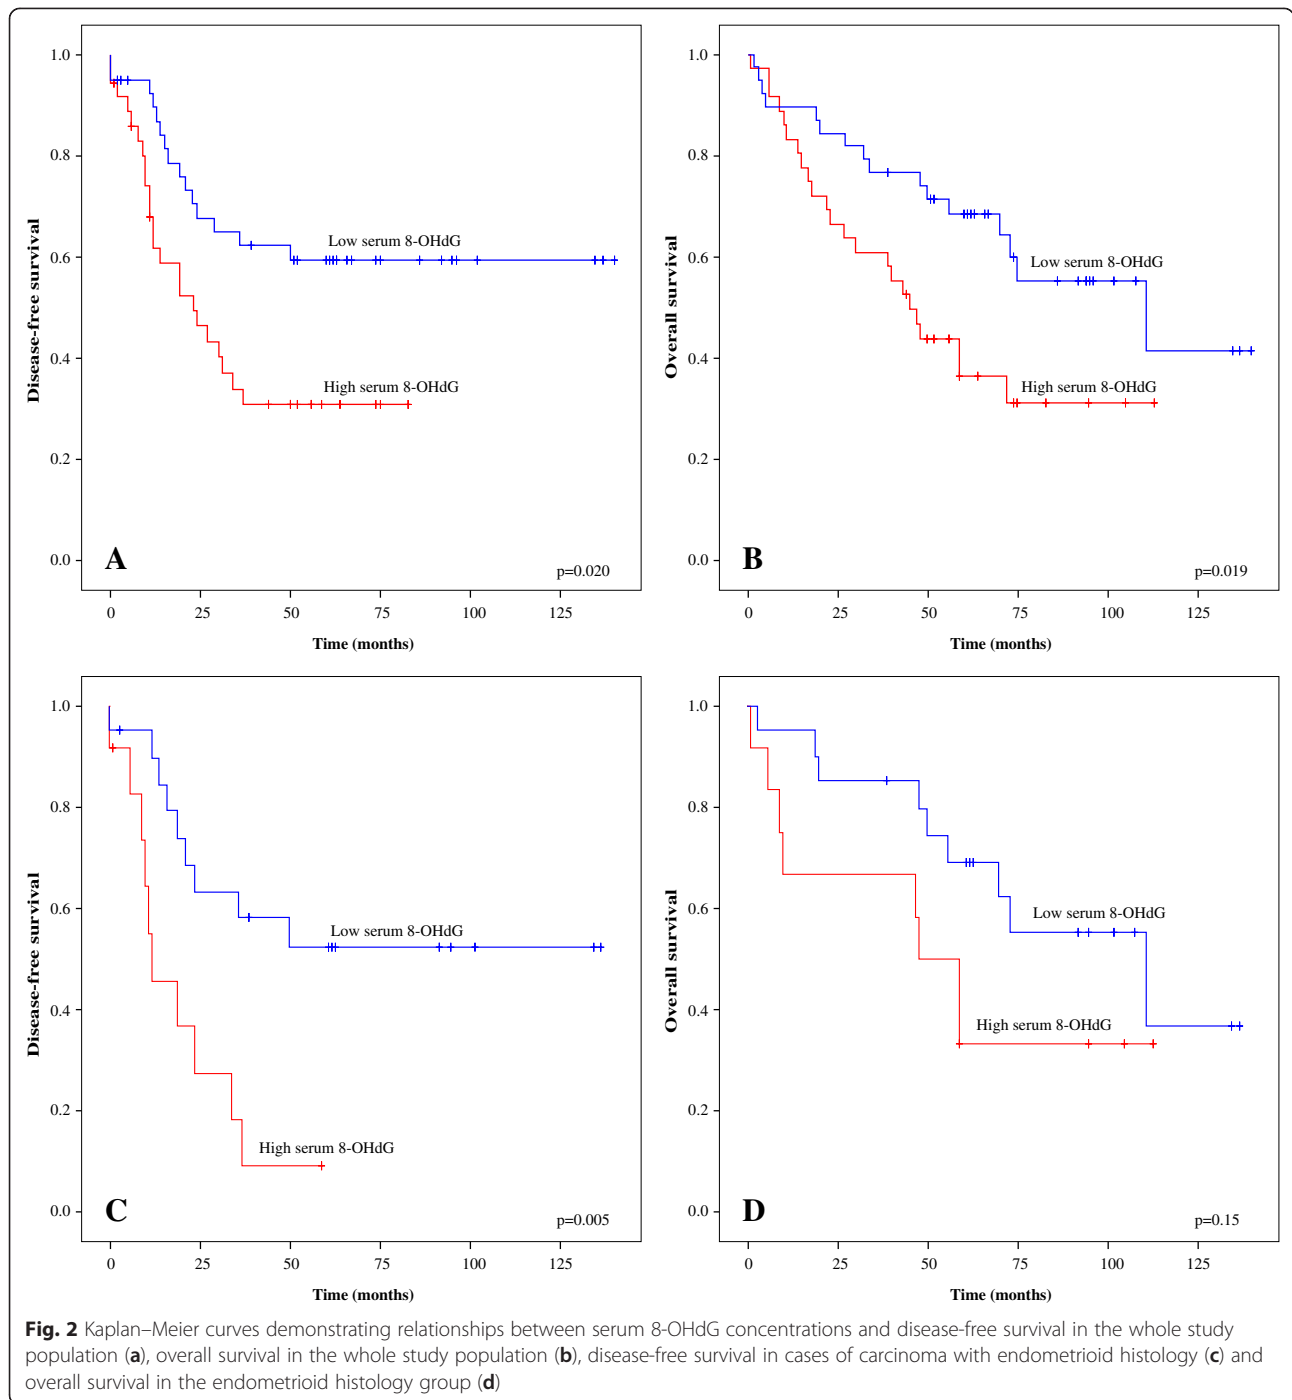 1.0
0.8
0.6
0.4
0.2
0.0
Disease-free survival
Low serum 8-OHdG
High serum 8-OHdG
A
p=0.020
0 25 50 75 100 125
Time (months)
1.0
0.8
0.6
0.4
0.2
0.0
Overall survival
Low serum 8-OHdG
High serum 8-OHdG
B
p=0.019
0 25 50 75 100 125
Time (months)
1.0
0.8
0.6
0.4
0.2
0.0
Disease-free survival
Low serum 8-OHdG
High serum 8-OHdG
C
p=0.005
0 25 50 75 100 125
Time (months)
1.0
0.8
0.6
0.4
0.2
0.0
Overall survival
Low serum 8-OHdG
High serum 8-OHdG
D
p=0.15
0 25 50 75 100 125
Time (months)
Fig. 2 Kaplan–Meier curves demonstrating relationships between serum 8-OHdG concentrations and disease-free survival in the whole study
population (a), overall survival in the whole study population (b), disease-free survival in cases of carcinoma with endometrioid histology (c) and
overall survival in the endometrioid histology group (d)